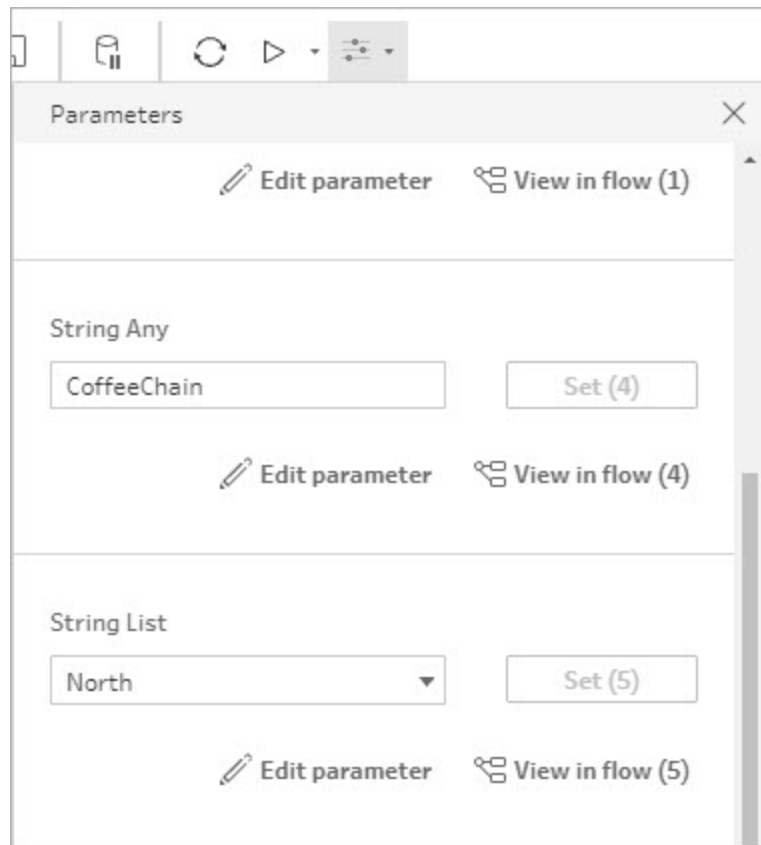 Parameters
Edit parameter View in flow (1)
String Any
CoffeeChain Set (4)
Edit parameter View in flow (4)
String List
North Set (5)
Edit parameter View in flow (5)